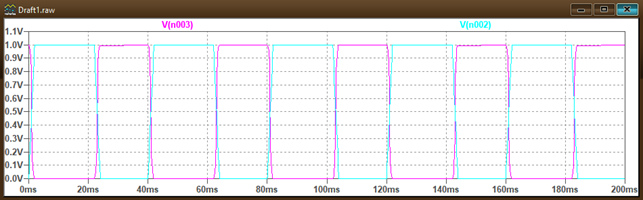 Draft1.raw
V(n003) V(n002)
1.1V
1.0V
0.9V
0.8V
0.7V
0.6V
0.5V
0.4V
0.3V
0.2V
0.1V
0.0V
0ms 20ms 40ms 60ms 80ms 100ms 120ms 140ms 160ms 180ms 200ms